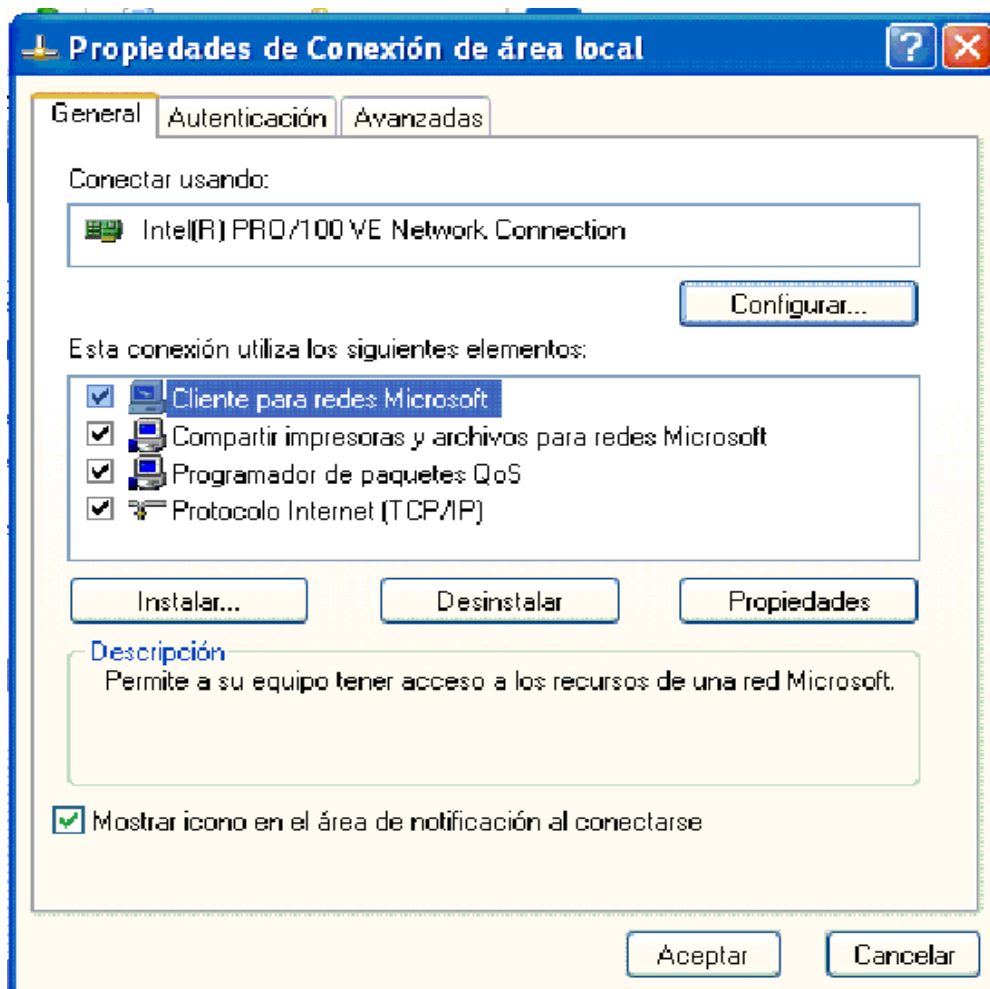 Propiedades de Conexión de área local
General Autenticación Avanzadas
Conectar usando:
Intel(R) PRO/100 VE Network Connection
Configurar...
Esta conexión utiliza los siguientes elementos:
Cliente para redes Microsoft
Compartir impresoras y archivos para redes Microsoft
Programador de paquetes QoS
Protocolo Internet (TCP/IP)
Instalar... Desinstalar Propiedades
Descripción
Permite a su equipo tener acceso a los recursos de una red Microsoft.
Mostrar icono en el área de notificación al conectarse
Aceptar Cancelar